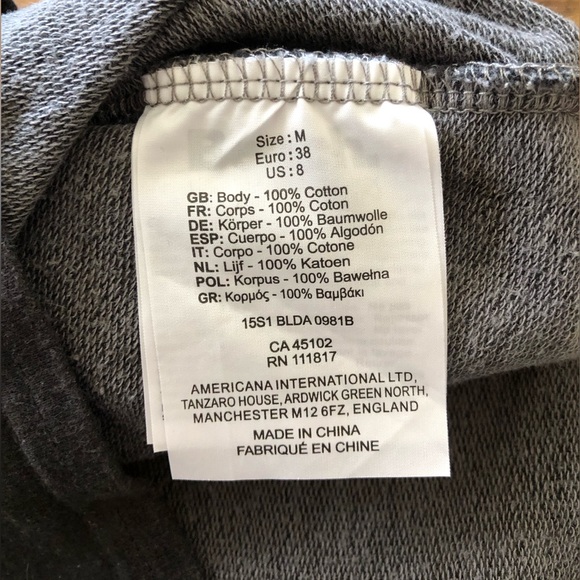 Size : M
Euro : 38
US : 8
GB: Body - 100% Cotton
FR: Corps - 100% Coton
DE: Körper - 100% Baumwolle
ESP: Cuerpo - 100% Algodón
IT: Corpo - 100% Cotone
NL: Lijf - 100% Katoen
POL: Korpus - 100% Bawełna
GR: Κορμός - 100% Βαμβάκι
15S1 BLDA 0981B
CA 45102
RN 111817
AMERICANA INTERNATIONAL LTD,
TANZARO HOUSE, ARDWICK GREEN NORTH,
MANCHESTER M12 6FZ, ENGLAND
MADE IN CHINA
FABRIQUÉ EN CHINE